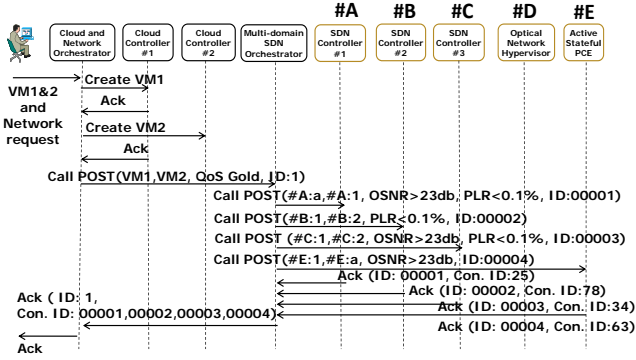 #A #B #C #D #E
Cloud and Network Orchestrator
Cloud Controller #1
Cloud Controller #2
Multi-domain SDN Orchestrator
SDN Controller #1
SDN Controller #2
SDN Controller #3
Optical Network Hypervisor
Active Stateful PCE
VM1&2 and Network request
Create VM1
Ack
Create VM2
Ack
Call POST(VM1,VM2, QoS Gold, ID:1)
Call POST(#A:a,#A:1, OSNR>23db, PLR<0.1%, ID:00001)
Call POST(#B:1,#B:2, PLR<0.1%, ID:00002)
Call POST (#C:1,#C:2, OSNR>23db, PLR<0.1%, ID:00003)
Call POST(#E:1,#E:a, OSNR>23db, ID:00004)
Ack (ID: 00001, Con. ID:25)
Ack (ID: 00002, Con. ID:78)
Ack (ID: 00003, Con. ID:34)
Ack (ID: 00004, Con. ID:63)
Ack ( ID: 1,
Con. ID: 00001,00002,00003,00004)
Ack